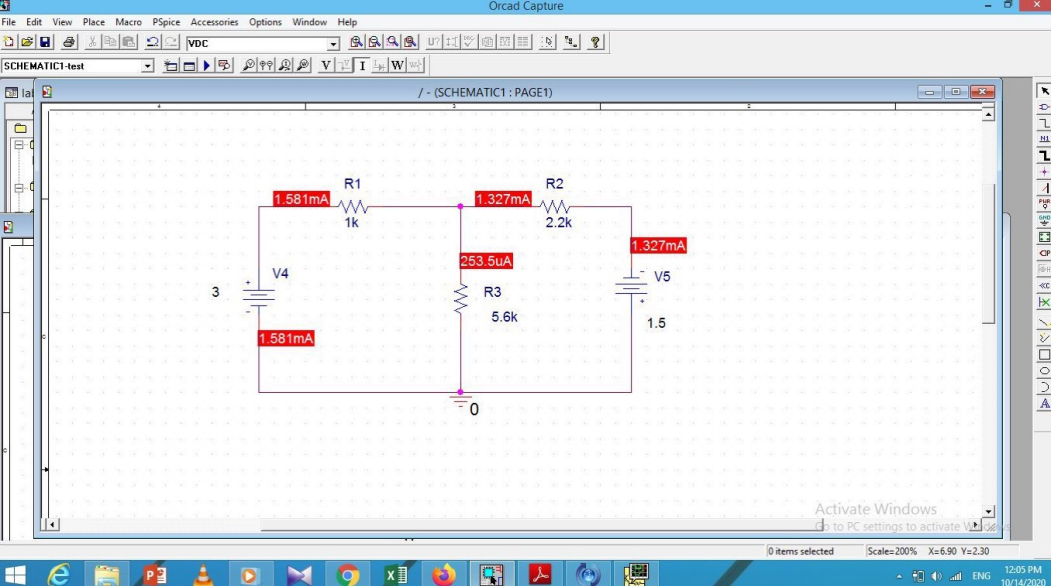 Orcad Capture
File Edit View Place Macro PSpice Accessories Options Window Help
VDC
U?
SCHEMATIC1-test
V I W
/ - (SCHEMATIC1 : PAGE1)
R1
R2
1.581mA
1.327mA
1k
2.2k
1.327mA
253.5uA
V4
V5
+
-
3
R3
-
+
5.6k
1.5
1.581mA
0
N1
PWR
GND
A
Activate Windows
Go to PC settings to activate Windows
0 items selected
Scale=200% X=6.90 Y=2.30
ENG
12:05 PM
10/14/2020